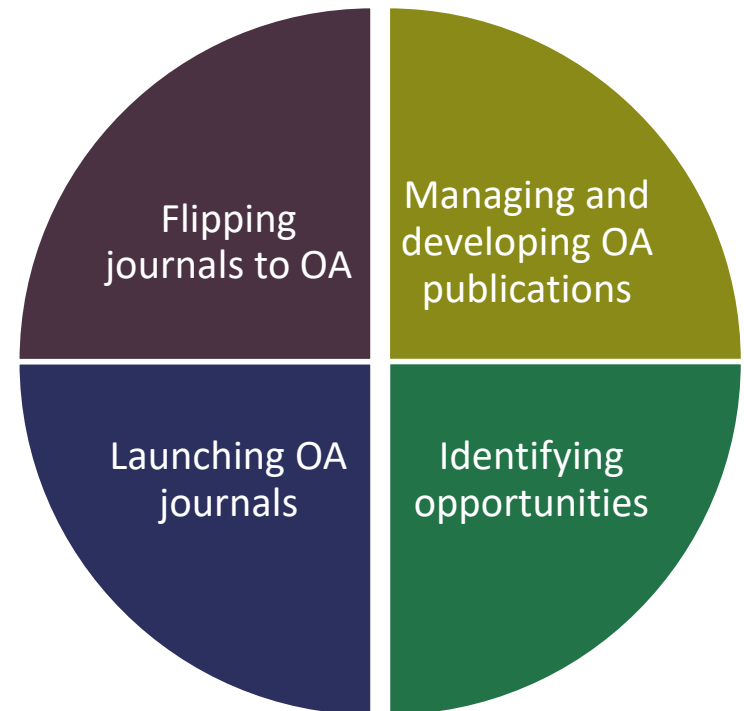 Flipping
journals to OA
Managing and
developing OA
publications
Launching OA
journals
Identifying
opportunities